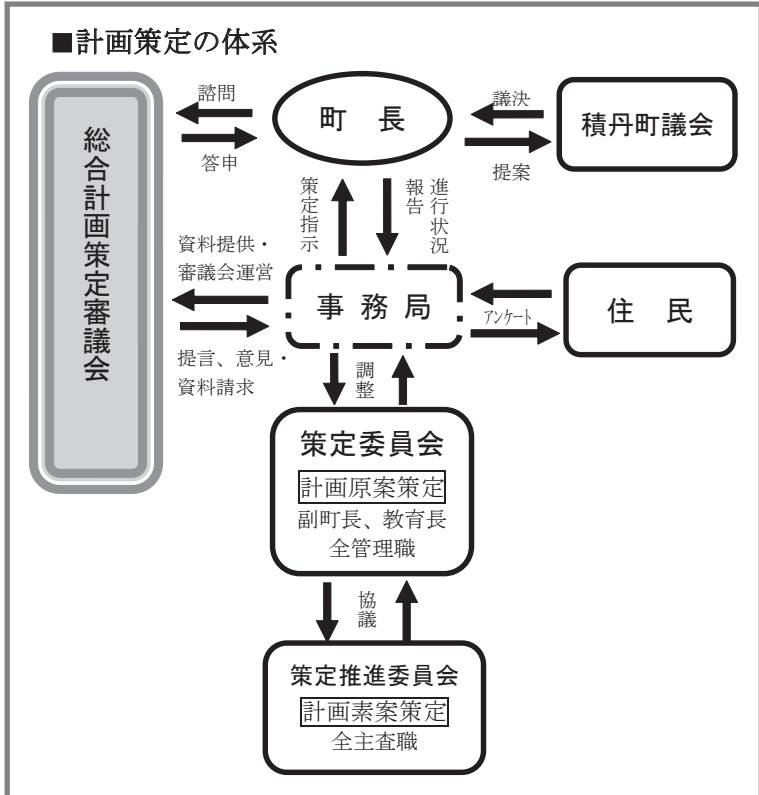 ■計画策定の体系
諮問
町　長
議決
積丹町議会
答申
提案
総合計画策定審議会
策定指示
進行状況
報告
資料提供・
審議会運営
事 務 局
アンケート
住　民
提言、意見・
資料請求
調整
策定委員会
計画原案策定
副町長、教育長
全管理職
協議
策定推進委員会
計画素案策定
全主査職